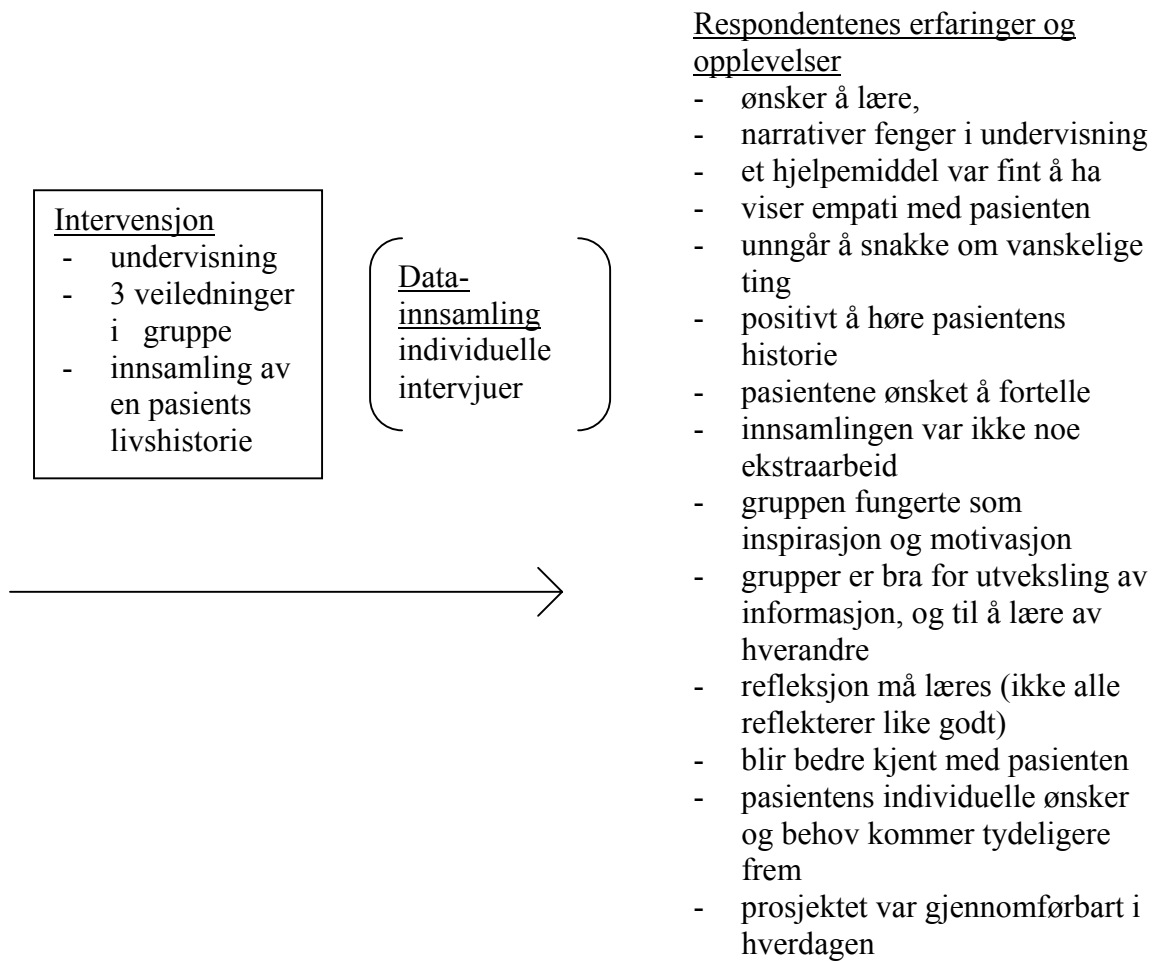 Intervensjon
- undervisning
- 3 veiledninger
i gruppe
- innsamling av
en pasients
livshistorie
Data-
innsamling
individuelle
intervjuer
Respondentenes erfaringer og
opplevelser
- ønsker å lære,
- narrativer fenger i undervisning
- et hjelpemiddel var fint å ha
- viser empati med pasienten
- unngår å snakke om vanskelige
ting
- positivt å høre pasientens
historie
- pasientene ønsket å fortelle
- innsamlingen var ikke noe
ekstraarbeid
- gruppen fungerte som
inspirasjon og motivasjon
- grupper er bra for utveksling av
informasjon, og til å lære av
hverandre
- refleksjon må læres (ikke alle
reflekterer like godt)
- blir bedre kjent med pasienten
- pasientens individuelle ønsker
og behov kommer tydeligere
frem
- prosjektet var gjennomførbart i
hverdagen